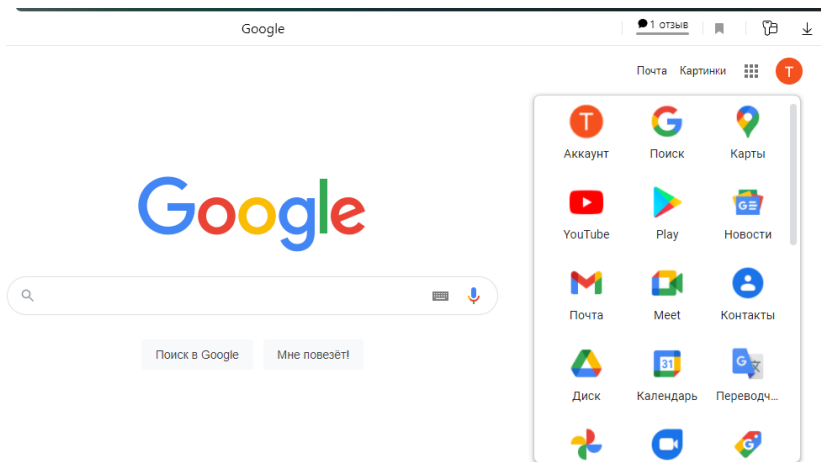 Google
1 отзыв
Почта Картинки
T
T
Аккаунт Поиск Карты
YouTube Play Новости
Почта Meet Контакты
31
Диск Календарь Переводч...
Google
Поиск в Google Мне повезёт!